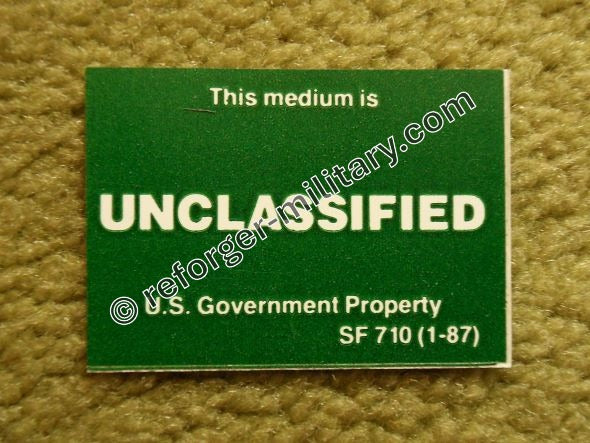 This medium is
UNCLASSIFIED
U.S. Government Property
SF 710 (1-87)
© reforger-military.com